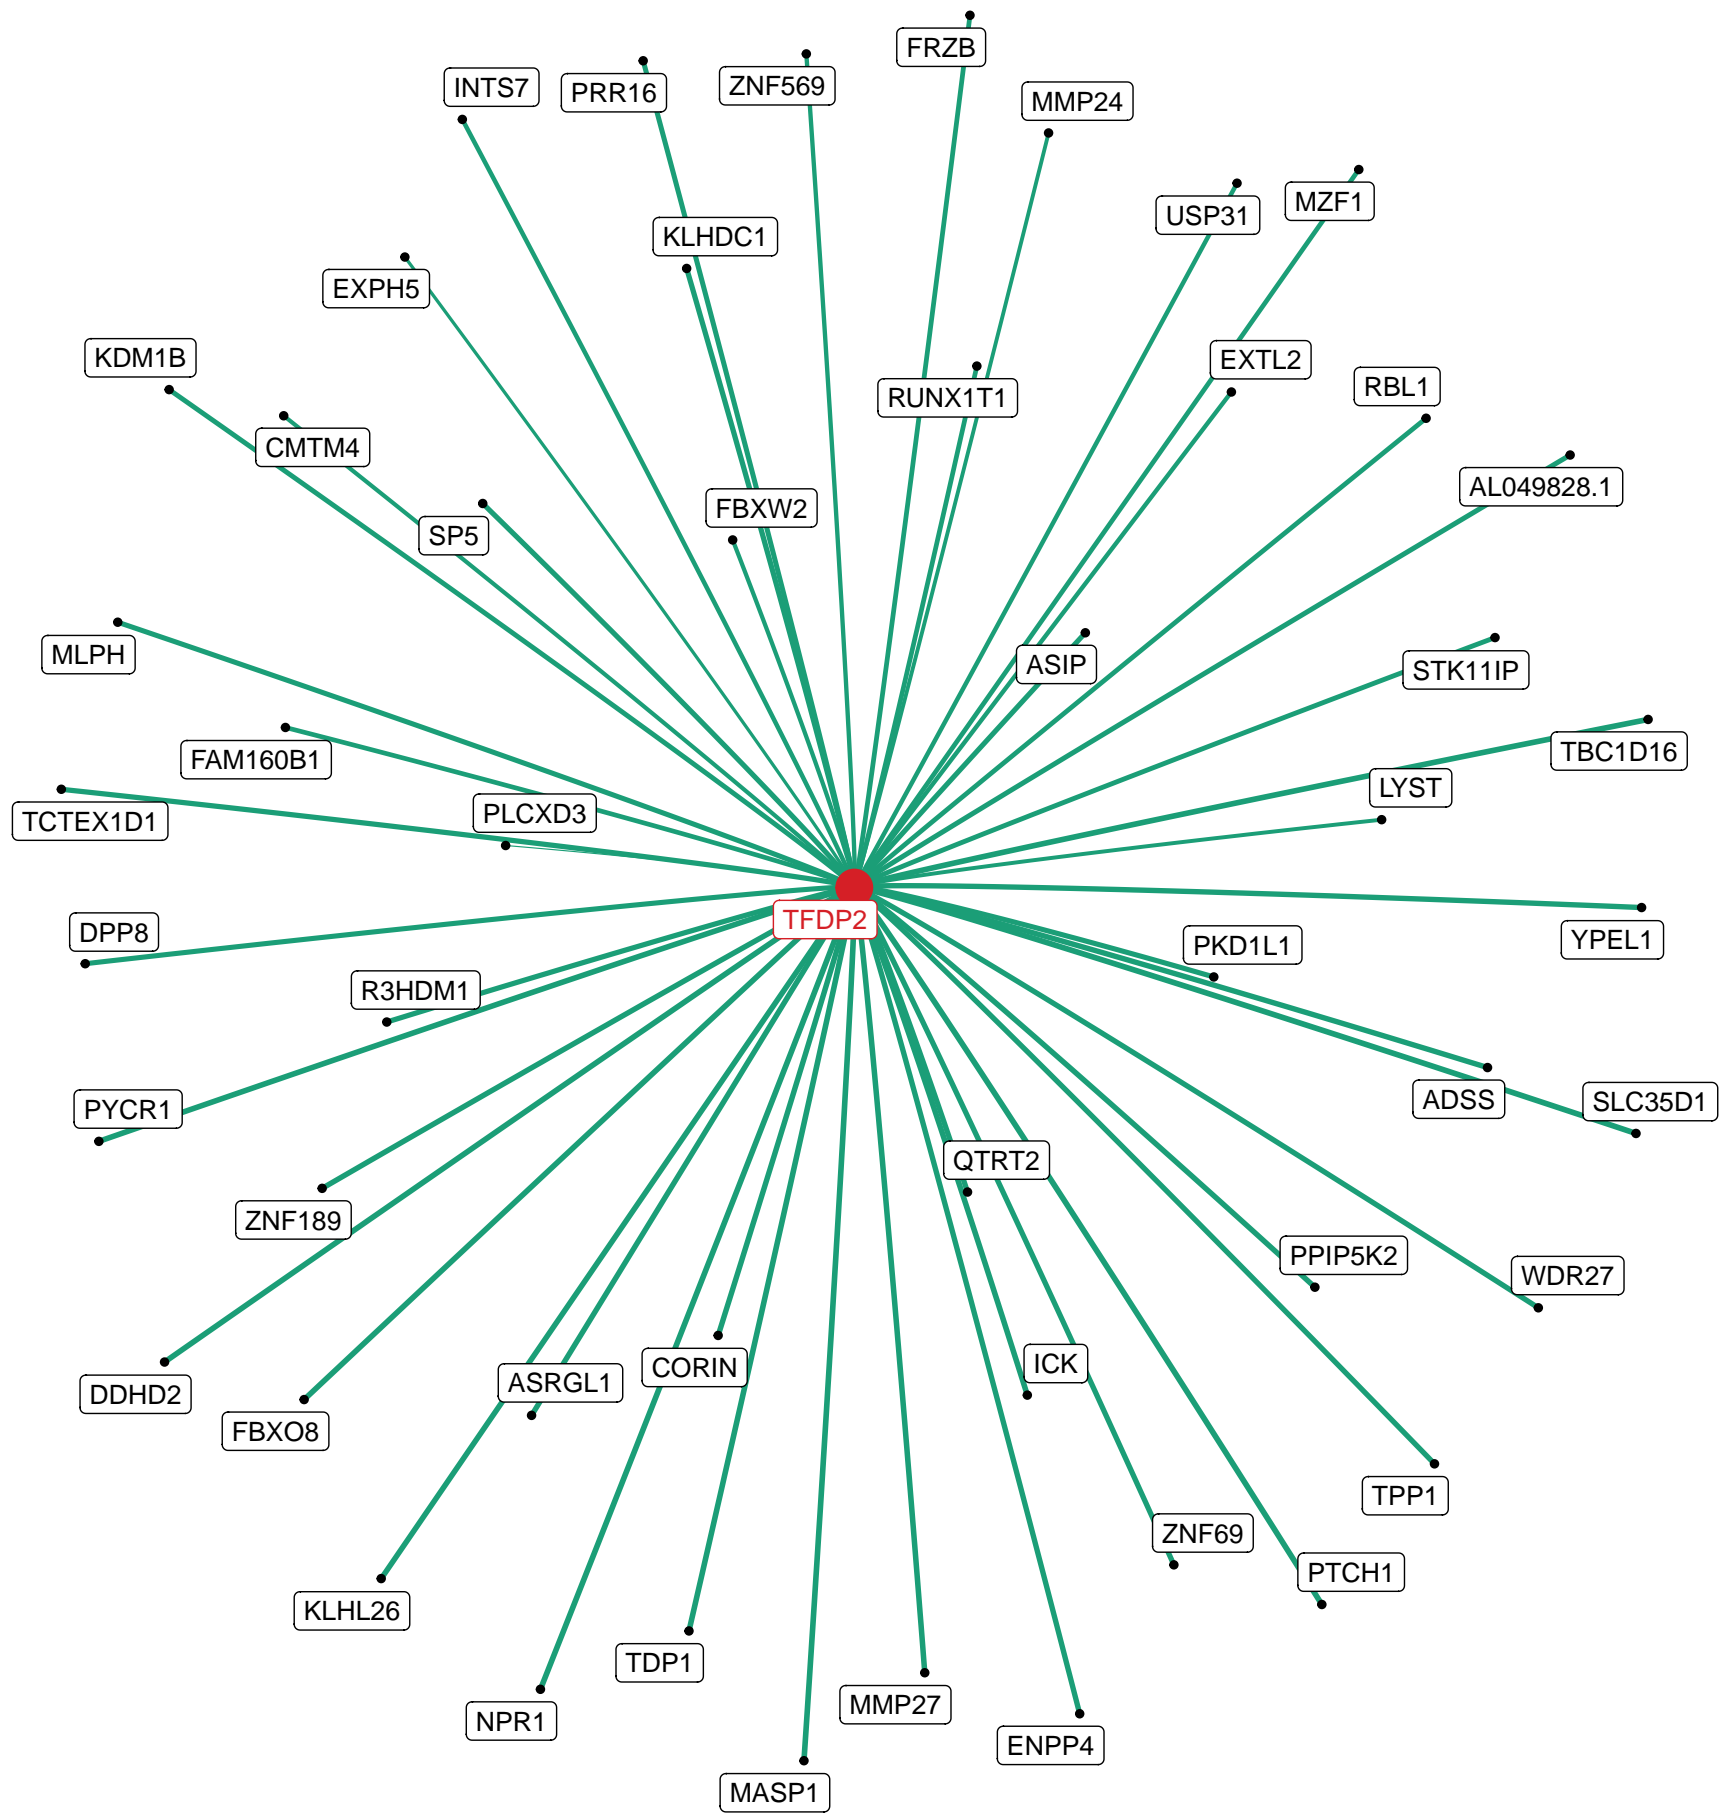 FRZB
INTS7
PRR16
ZNF569
MMP24
USP31
MZF1
KLHDC1
EXPH5
KDM1B
EXTL2
RBL1
RUNX1T1
CMTM4
AL049828.1
FBXW2
SP5
MLPH
ASIP
STK11IP
FAM160B1
TBC1D16
LYST
TCTEX1D1
PLCXD3
TFDP2
DPP8
YPEL1
PKD1L1
R3HDM1
PYCR1
ADSS
SLC35D1
QTRT2
ZNF189
PPIP5K2
WDR27
ICK
CORIN
ASRGL1
DDHD2
FBXO8
TPP1
ZNF69
PTCH1
KLHL26
TDP1
MMP27
NPR1
ENPP4
MASP1